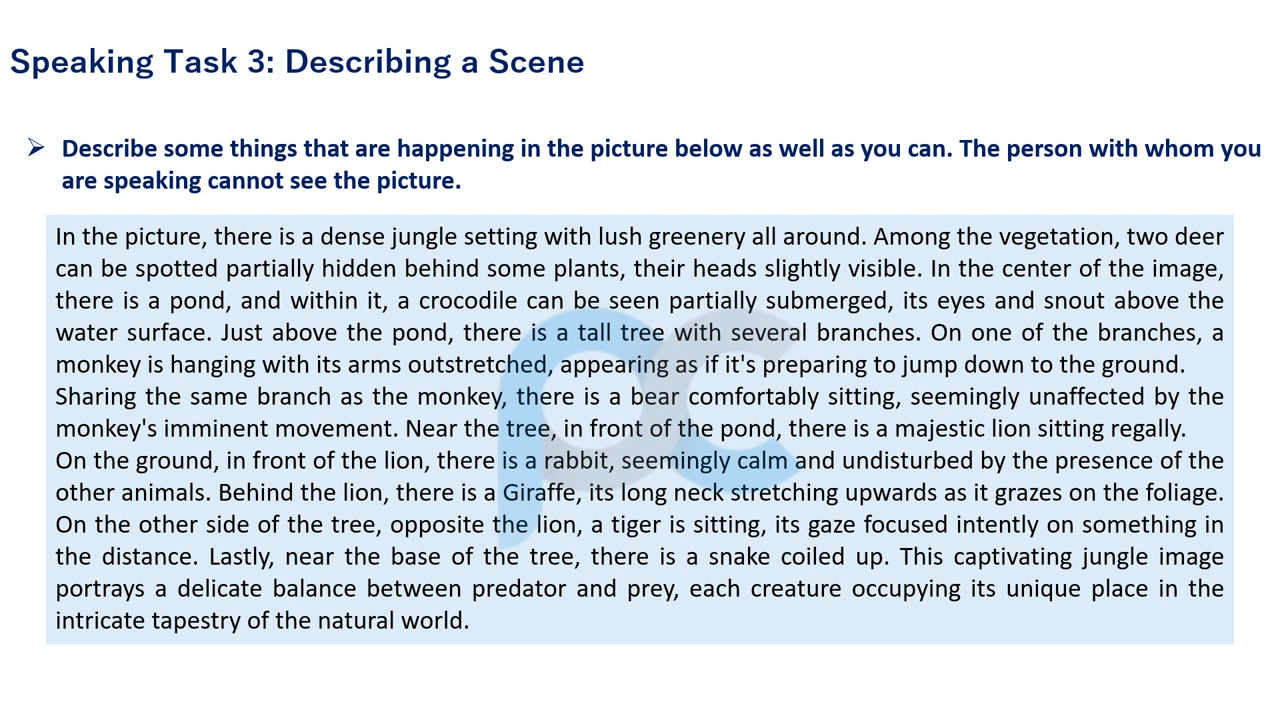 Speaking Task 3: Describing a Scene
➢ Describe some things that are happening in the picture below as well as you can. The person with whom you
are speaking cannot see the picture.
In the picture, there is a dense jungle setting with lush greenery all around. Among the vegetation, two deer
can be spotted partially hidden behind some plants, their heads slightly visible. In the center of the image,
there is a pond, and within it, a crocodile can be seen partially submerged, its eyes and snout above the
water surface. Just above the pond, there is a tall tree with several branches. On one of the branches, a
monkey is hanging with its arms outstretched, appearing as if it's preparing to jump down to the ground.
Sharing the same branch as the monkey, there is a bear comfortably sitting, seemingly unaffected by the
monkey's imminent movement. Near the tree, in front of the pond, there is a majestic lion sitting regally.
On the ground, in front of the lion, there is a rabbit, seemingly calm and undisturbed by the presence of the
other animals. Behind the lion, there is a Giraffe, its long neck stretching upwards as it grazes on the foliage.
On the other side of the tree, opposite the lion, a tiger is sitting, its gaze focused intently on something in
the distance. Lastly, near the base of the tree, there is a snake coiled up. This captivating jungle image
portrays a delicate balance between predator and prey, each creature occupying its unique place in the
intricate tapestry of the natural world.
pc